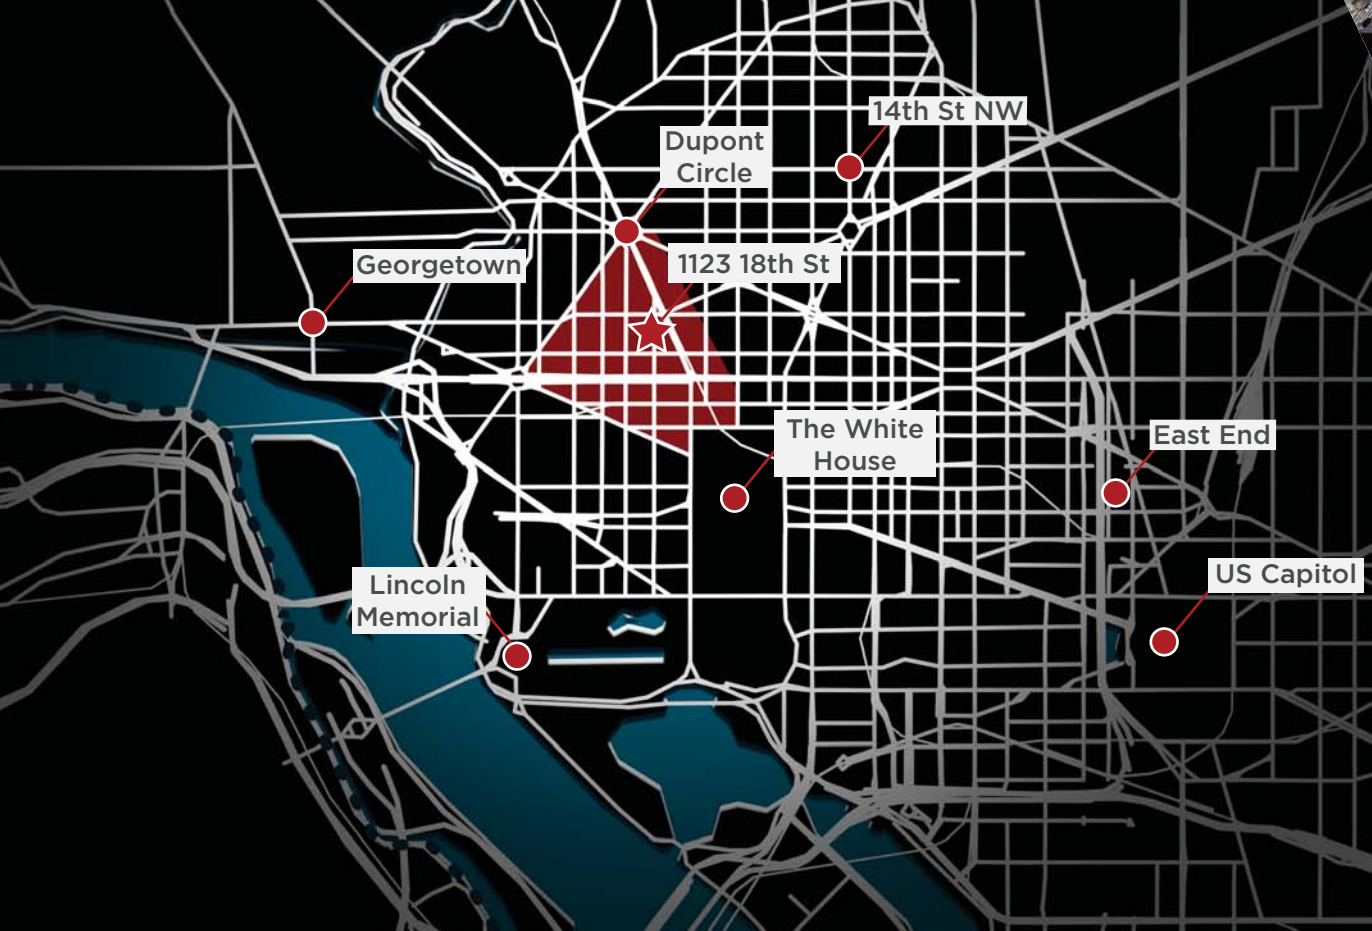 14th St NW
Dupont
Circle
1123 18th St
Georgetown
The White
House
East End
US Capitol
Lincoln
Memorial